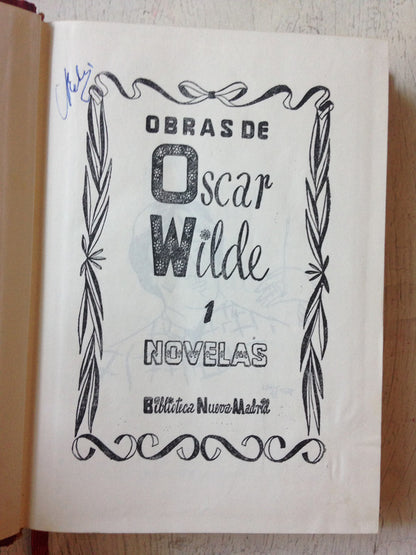 OBRAS DE
Oscar
Wilde
1
NOVELAS
Biblioteca Nueva Madrid